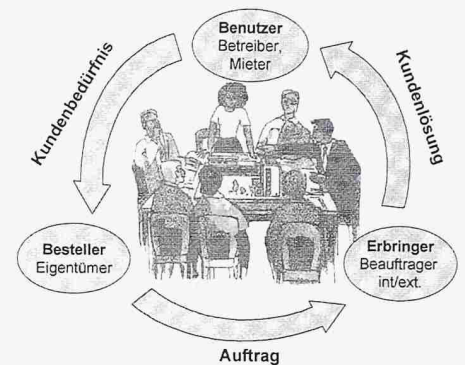 Benutzer
Betreiber,
Mieter
Kundenbedürfnis
Kundenlösung
Besteller
Eigentümer
Erbringer
Beauftrager
int/ext.
Auftrag